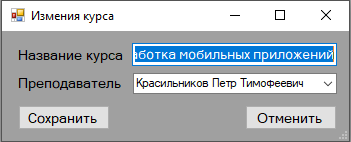 Измения курса
Название курса аботка мобильных приложений
Преподаватель Красильников Петр Тимофеевич
Сохранить Отменить